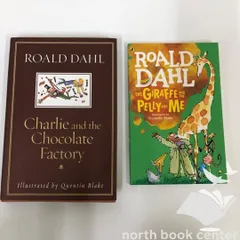 ROALD DAHL
Charlie and the
Chocolate
Factory
Illustrated by Quentin Blake
ROALD
DAHL
THE GIRAFFE AND THE
PELLY AND ME
north book center